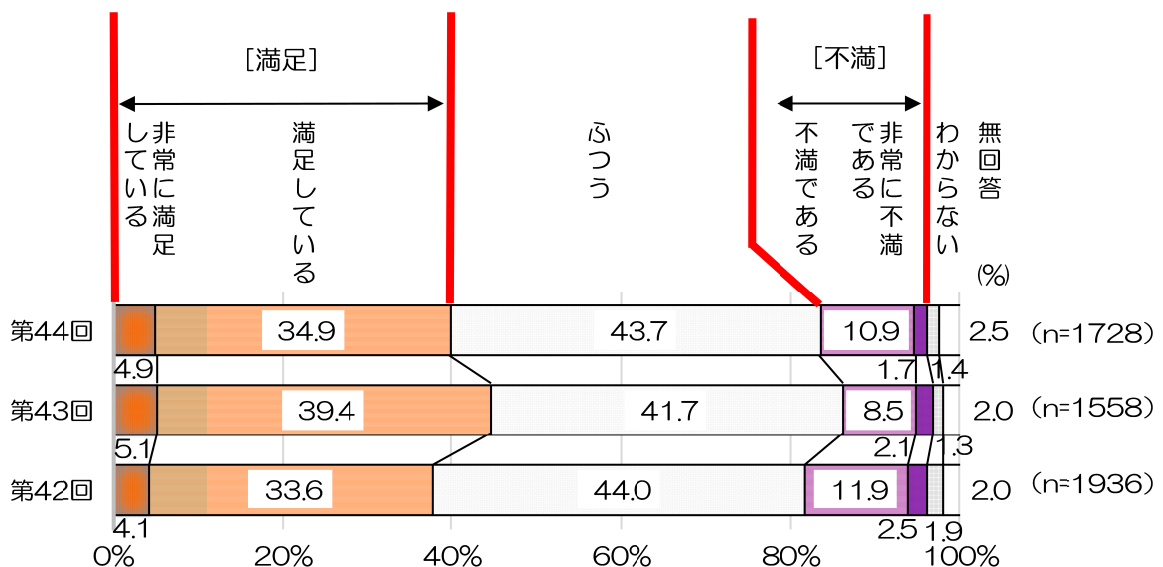 [満足]
[不満]
非常に満足
している
満足している
ふつう
不満である
非常に不満
である
わからない
無回答
(%)
第44回
34.9
43.7
10.9
2.5
(n=1728)
4.9
1.7
1.4
第43回
39.4
41.7
8.5
2.0
(n=1558)
5.1
2.1
1.3
第42回
33.6
44.0
11.9
2.0
(n=1936)
4.1
2.5
1.9
0%
20%
40%
60%
80%
100%